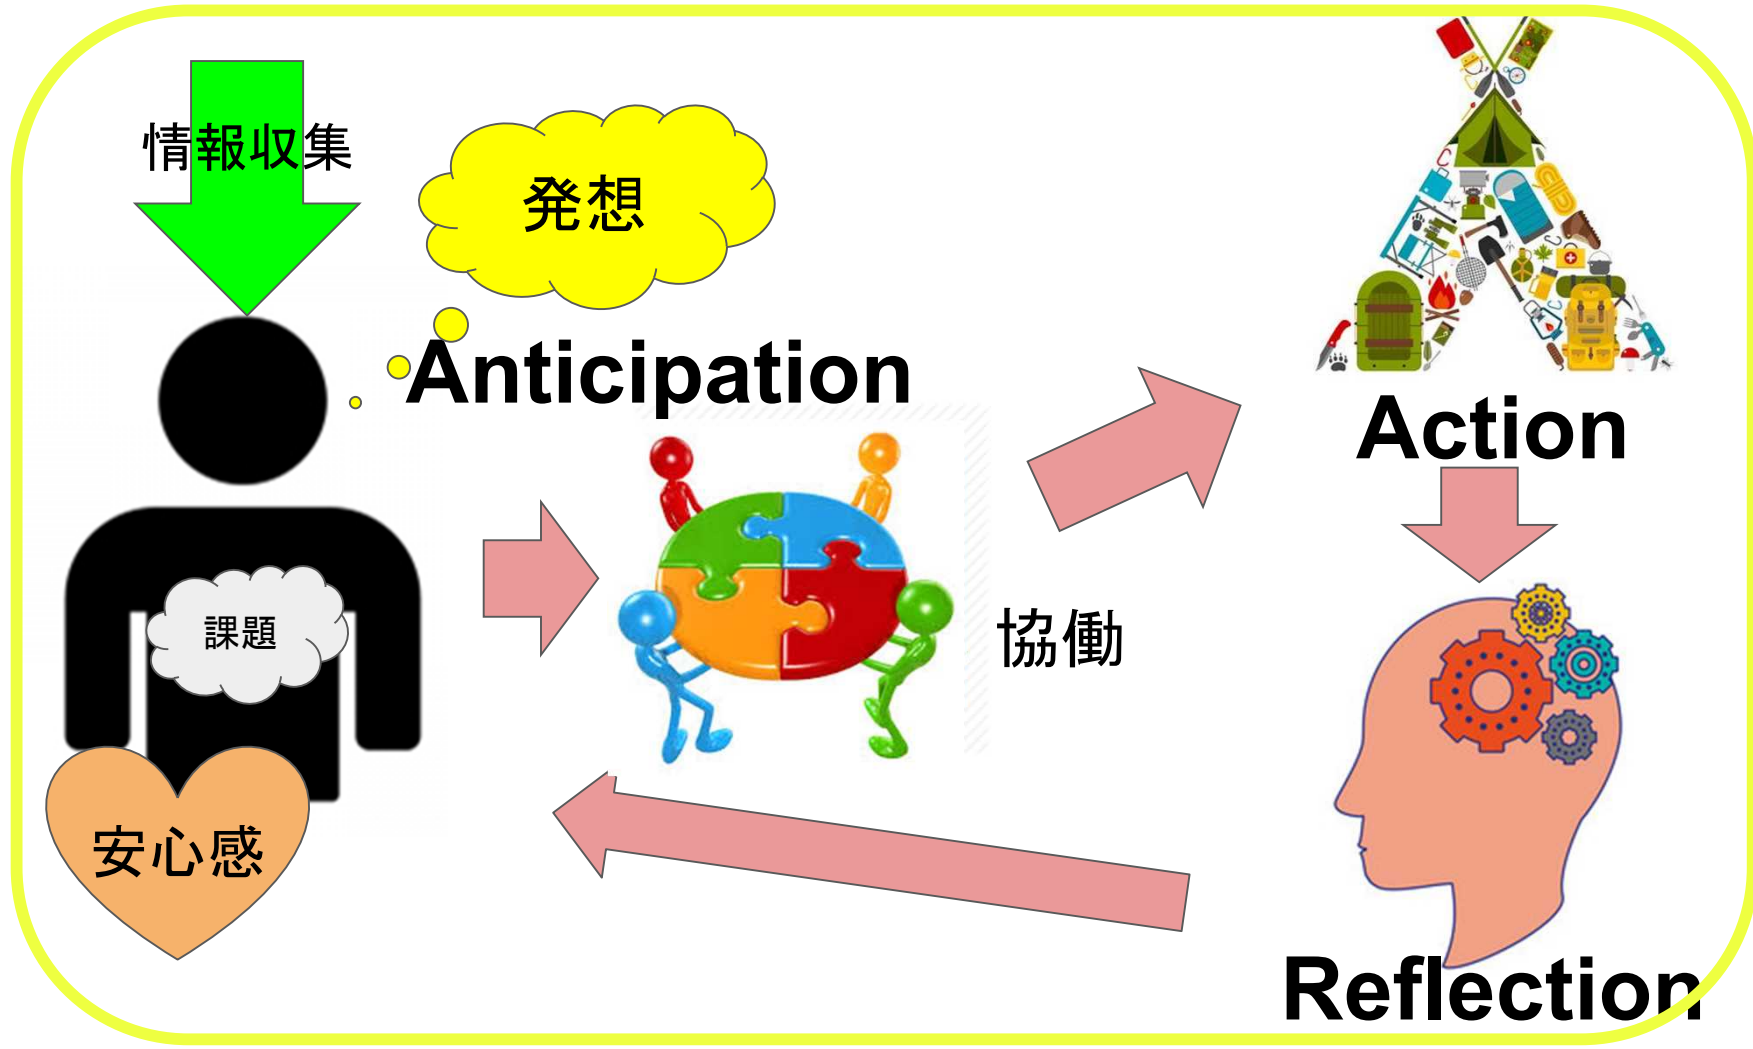 情報収集
発想
Anticipation
Action
課題
協働
安心感
Reflection